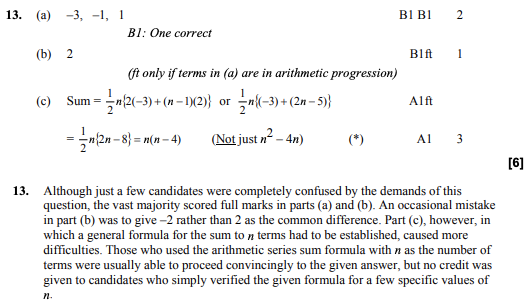 13. (a) –3, –1, 1 B1 B1 2
B1: One correct
(b) 2 B1ft 1
(ft only if terms in (a) are in arithmetic progression)
(c) Sum = 1/2 n{2(–3) + (n – 1)(2)} or 1/2 n{(–3) + (2n – 5)} A1ft
= 1/2 n{2n – 8} = n(n – 4) (Not just n² – 4n) (*) A1 3
[6]
13. Although just a few candidates were completely confused by the demands of this
question, the vast majority scored full marks in parts (a) and (b). An occasional mistake
in part (b) was to give –2 rather than 2 as the common difference. Part (c), however, in
which a general formula for the sum to n terms had to be established, caused more
difficulties. Those who used the arithmetic series sum formula with n as the number of
terms were usually able to proceed convincingly to the given answer, but no credit was
given to candidates who simply verified the given formula for a few specific values of
n.